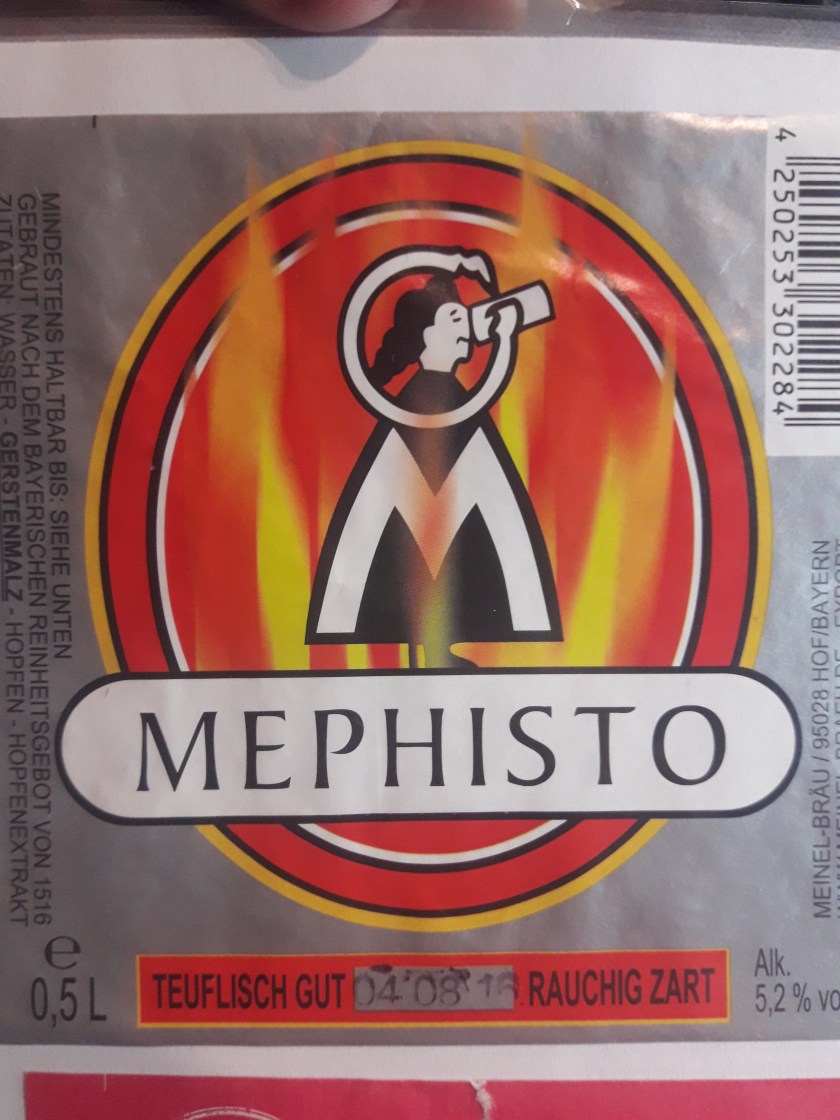 MINDESTENS HALTBAR BIS: SIEHE UNTEN
GEBRAUT NACH DEM BAYERISCHEN REINHEITSGEBOT VON 1516
ZUTATEN: WASSER - GERSTENMALZ - HOPFEN - HOPFENEXTRAKT
e
0,5 L
M
MEPHISTO
TEUFLISCH GUT 04 08 16 RAUCHIG ZART
4 250253 302284
MEINEL-BRÄU / 95028 HOF/BAYERN
Alk.
5,2 % vo